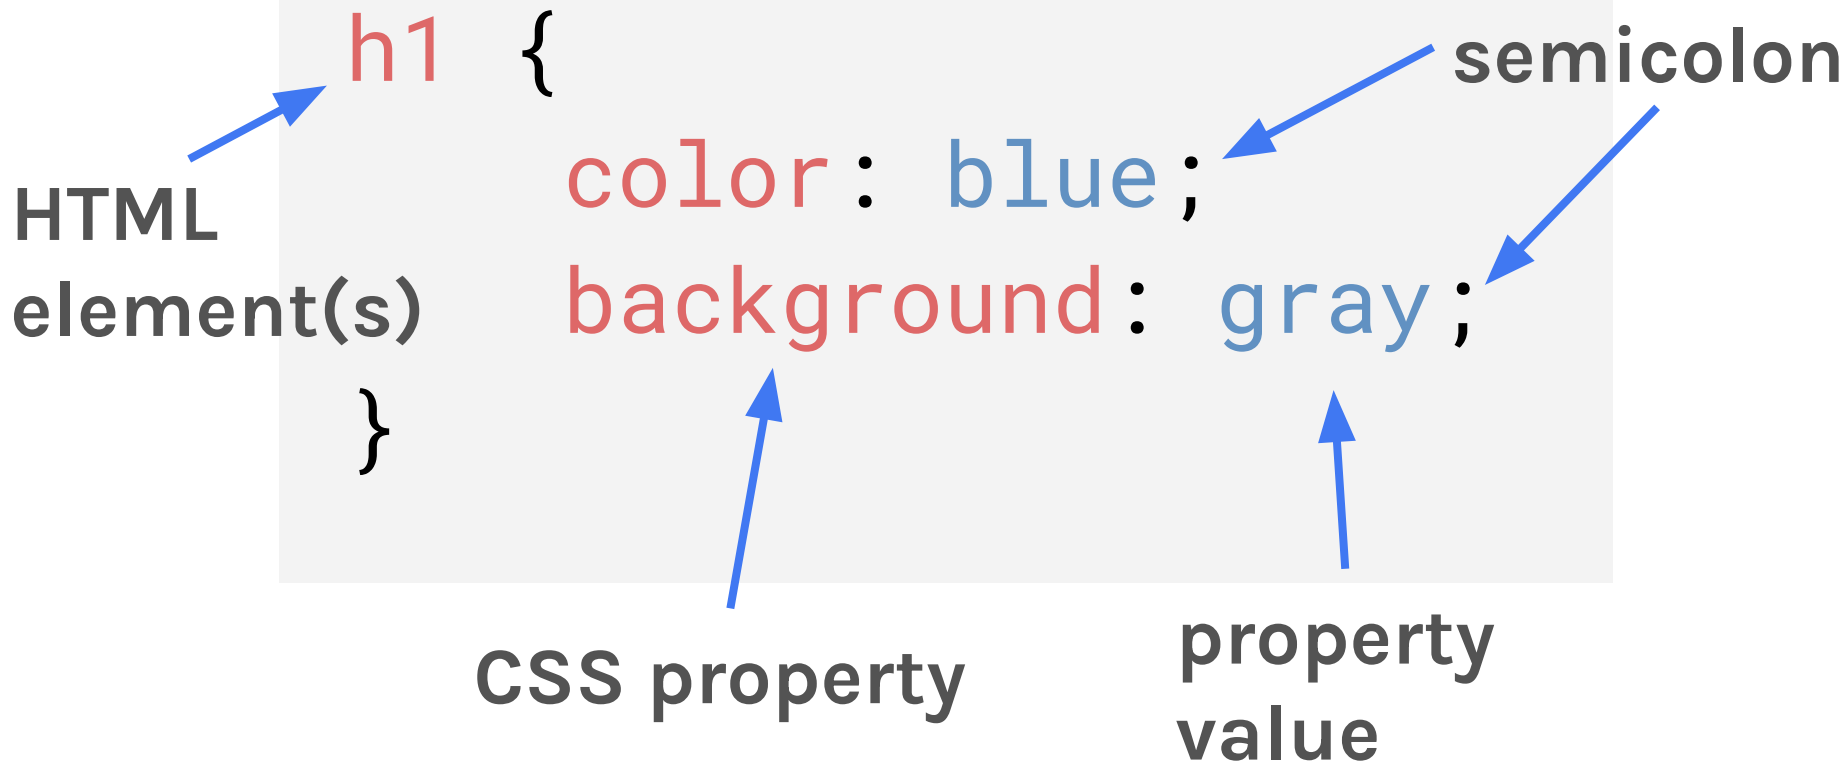 h1 {
semicolon
color: blue;
HTML
element(s)
background: gray;
}
CSS property
property
value